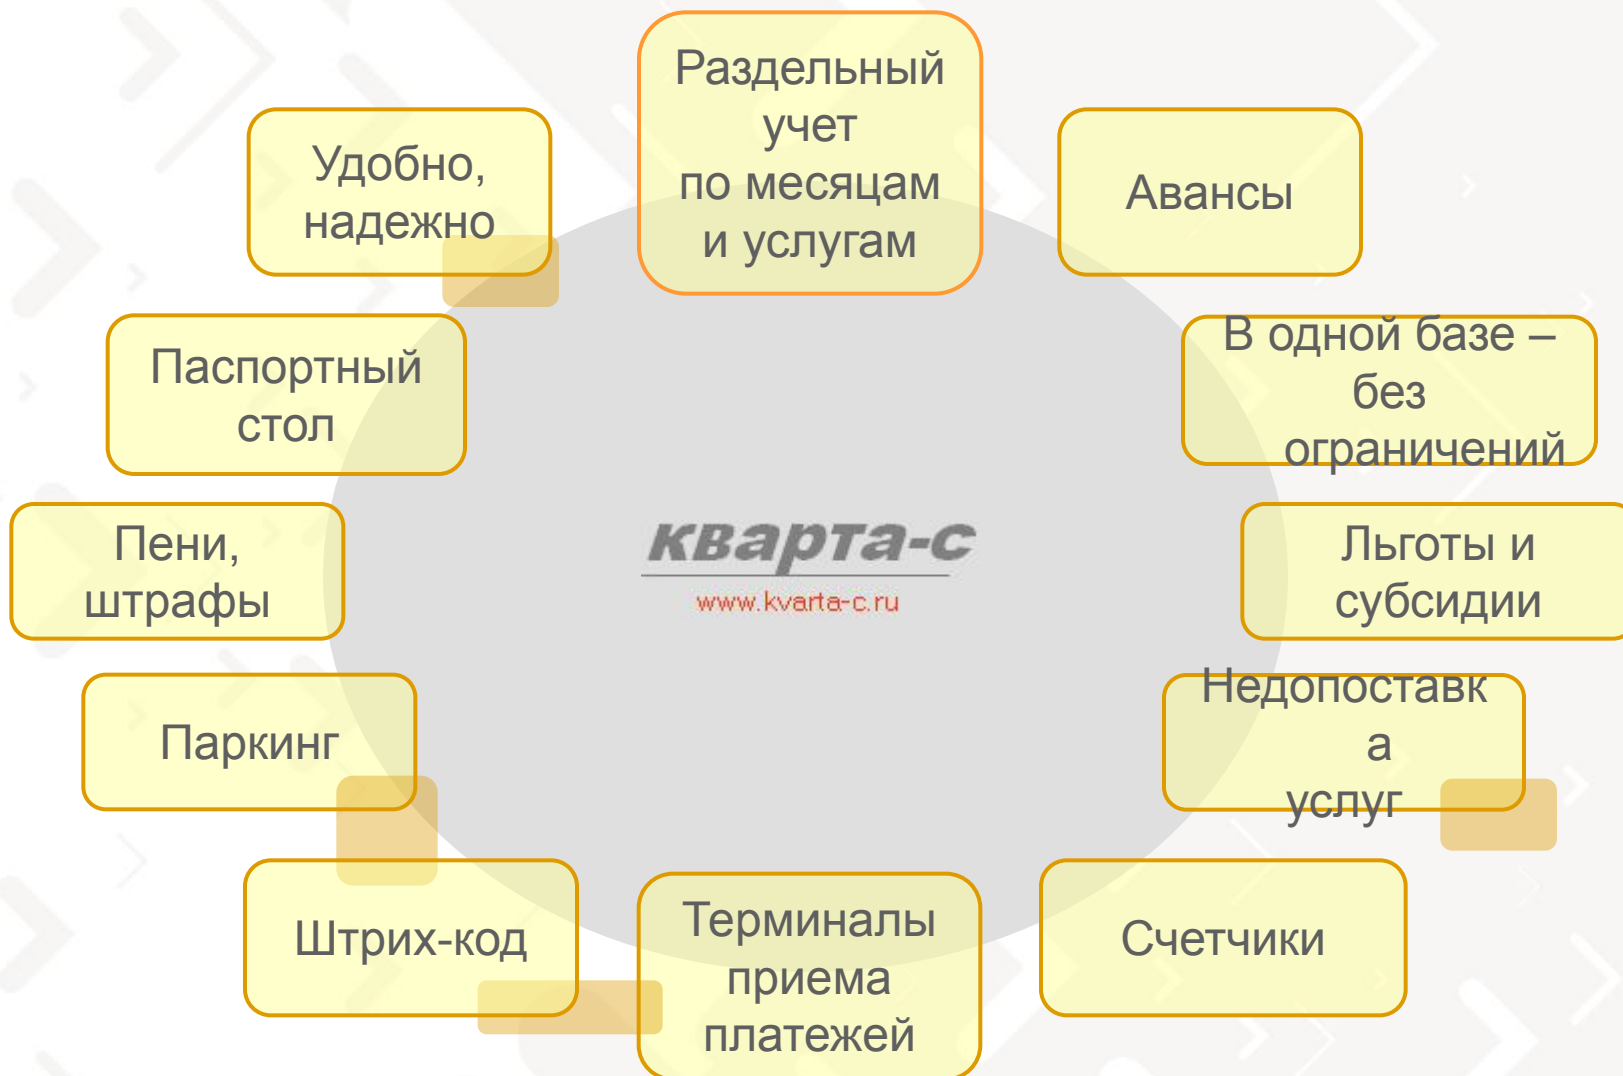 Раздельный
учет
по месяцам
и услугам
Удобно,
надежно
Авансы
Паспортный
стол
В одной базе –
без
ограничений
Пени,
штрафы
кварта-с
www.kvarta-c.ru
Льготы и
субсидии
Паркинг
Недопоставк
а
услуг
Штрих-код
Терминалы
приема
платежей
Счетчики